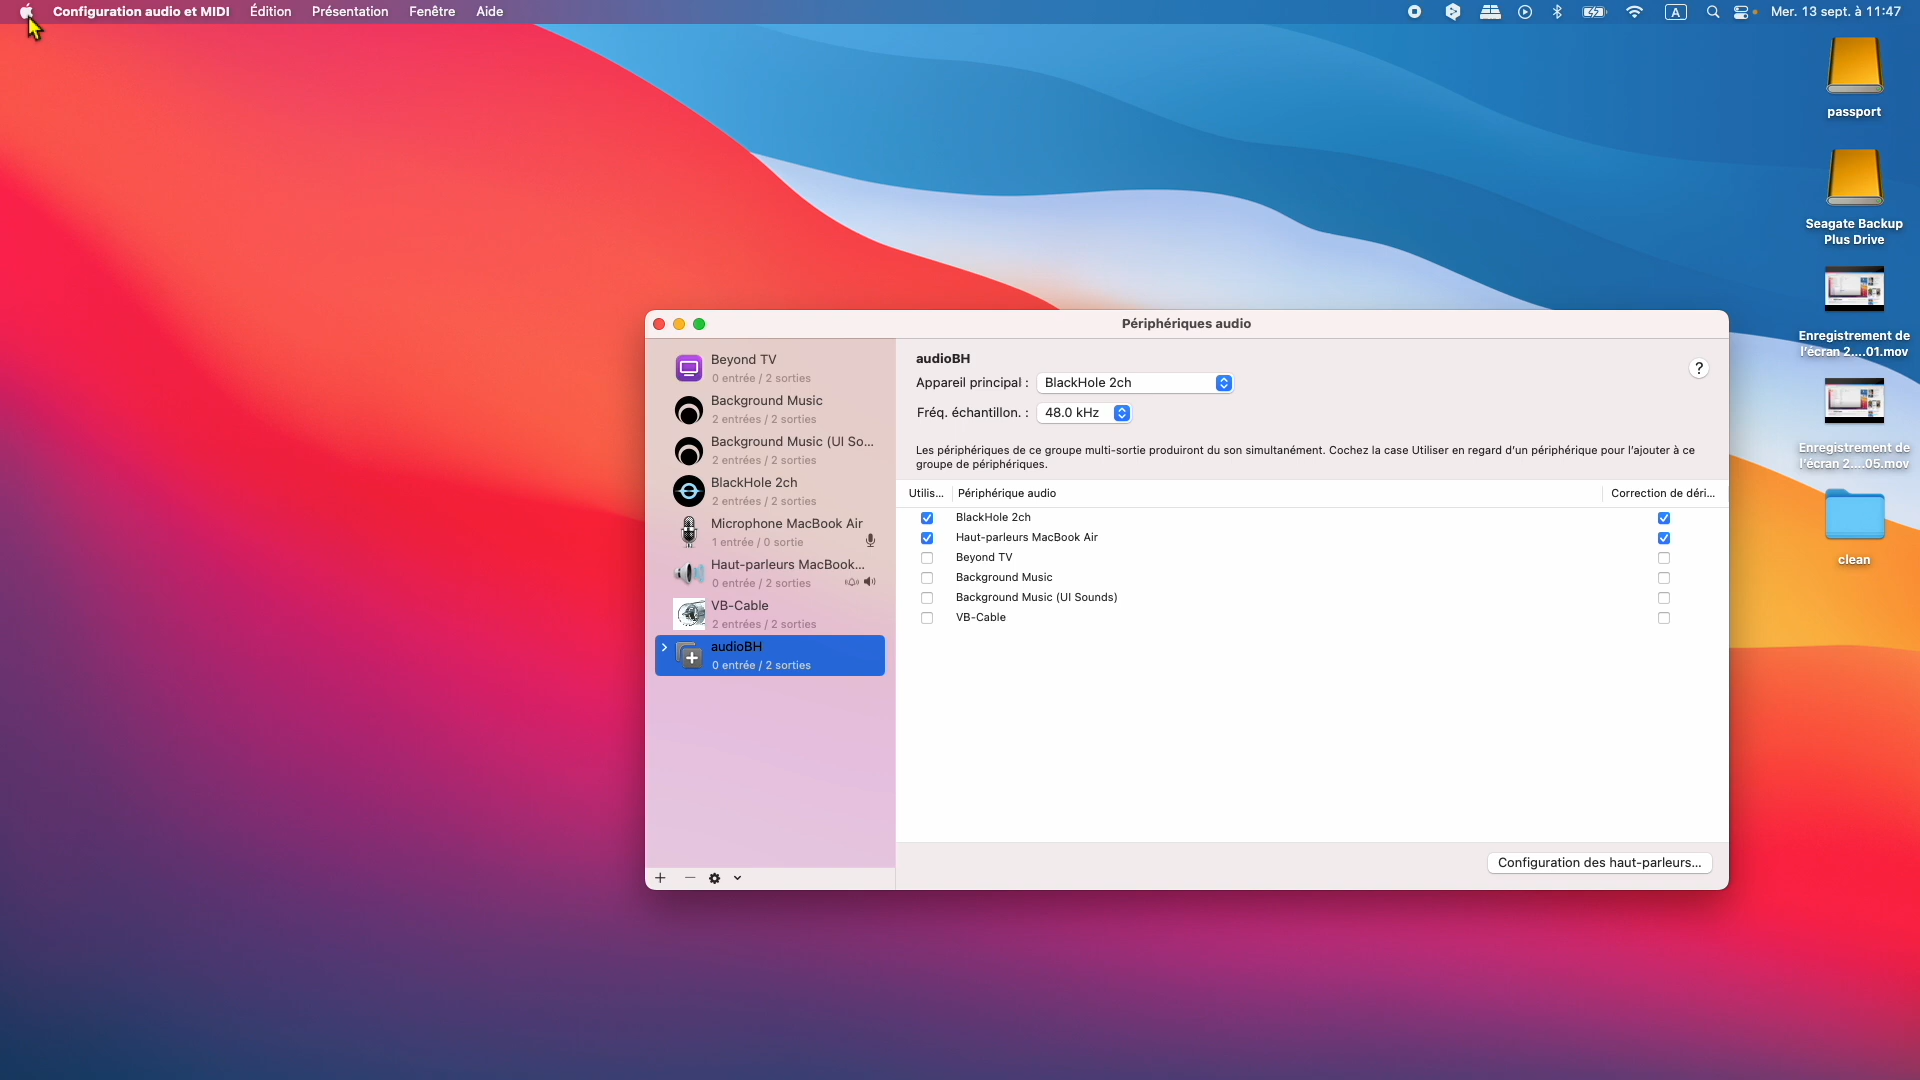 Configuration audio et MIDI Édition Présentation Fenêtre Aide
A Mer. 13 sept. à 11:47
passport
Seagate Backup
Plus Drive
Enregistrement de
l'écran 2....01.mov
Enregistrement de
l'écran 2....05.mov
clean
Périphériques audio
Beyond TV
0 entrée / 2 sorties
Background Music
2 entrées / 2 sorties
Background Music (UI So...
2 entrées / 2 sorties
BlackHole 2ch
2 entrées / 2 sorties
Microphone MacBook Air
1 entrée / 0 sortie
Haut-parleurs MacBook...
0 entrée / 2 sorties
VB-Cable
2 entrées / 2 sorties
audioBH
0 entrée / 2 sorties
audioBH
?
Appareil principal : BlackHole 2ch
Fréq. échantillon. : 48.0 kHz
Les périphériques de ce groupe multi-sortie produiront du son simultanément. Cochez la case Utiliser en regard d'un périphérique pour l'ajouter à ce
groupe de périphériques.
Utilis... Périphérique audio Correction de déri...
BlackHole 2ch
Haut-parleurs MacBook Air
Beyond TV
Background Music
Background Music (UI Sounds)
VB-Cable
Configuration des haut-parleurs...